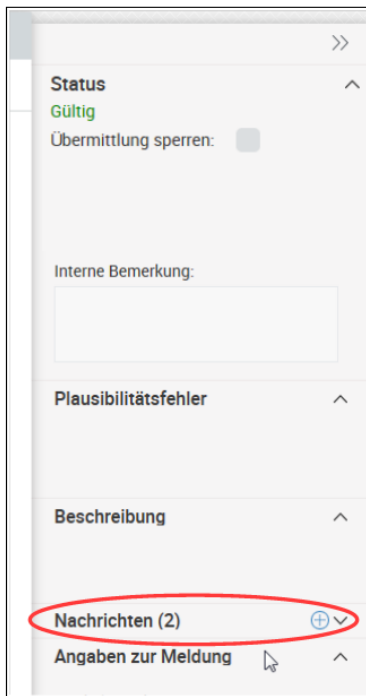 Status
Gültig
Übermittlung sperren:
Interne Bemerkung:
Plausibilitätsfehler
Beschreibung
Nachrichten (2)
Angaben zur Meldung